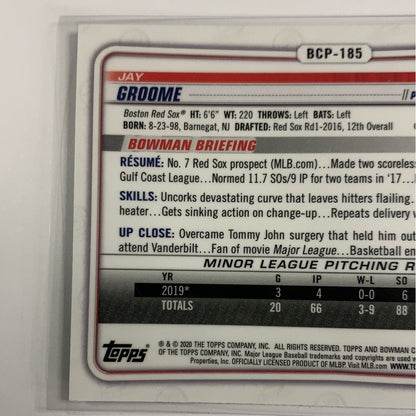 BCP-185
JAY
GROOME // P
Boston Red Sox® HT: 6'6" WT: 220 THROWS: Left BATS: Left
BORN: 8-23-98, Barnegat, NJ DRAFTED: Red Sox Rd1-2016, 12th Overall
BOWMAN BRIEFING
RÉSUMÉ: No. 7 Red Sox prospect (MLB.com)...Made two scoreless
Gulf Coast League...Normed 11.7 SOs/9 IP for two teams in '17...
SKILLS: Uncorks devastating curve that leaves hitters flailing.
heater...Gets sinking action on change-up...Repeats delivery
UP CLOSE: Overcame Tommy John surgery that held him out
attend Vanderbilt...Fan of movie Major League...Basketball
MINOR LEAGUE PITCHING R
YR G IP W-L SO
2019* 3 4 0-0 6
TOTALS 20 66 3-9 88
TOPPS
® & © 2020 THE TOPPS COMPANY, INC. ALL RIGHTS RESERVED. TOPPS AND BOWMAN
OF THE TOPPS COMPANY, INC. Major League Baseball trademarks and copyrights are used
Properties, Inc. OFFICIALLY LICENSED PRODUCT OF MLBP. Visit MLB.com